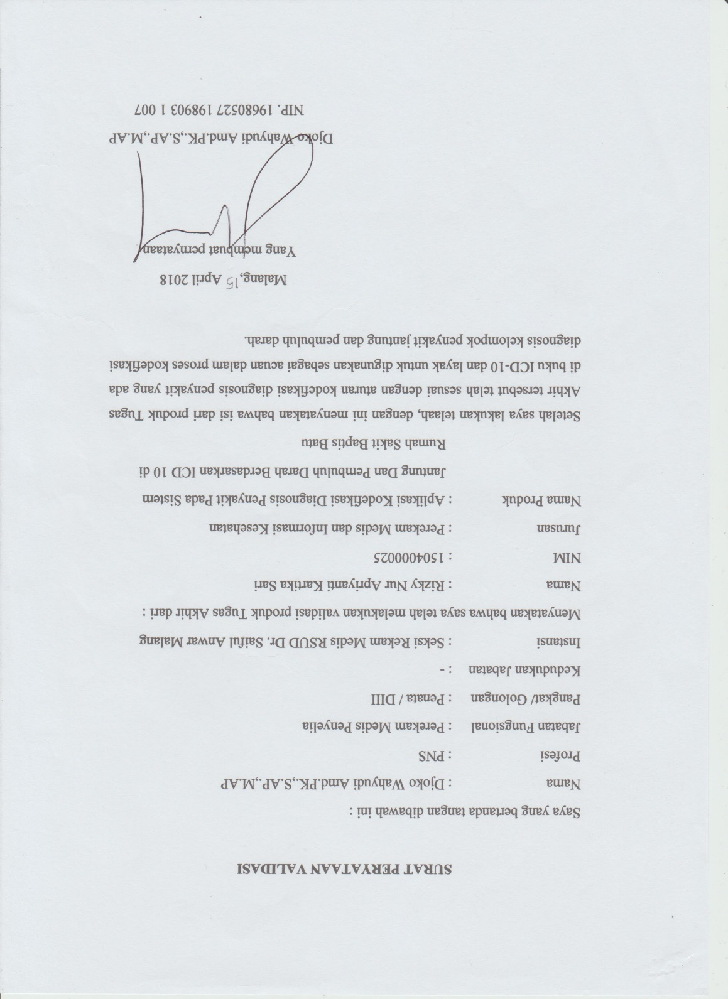 SURAT PERYATAAN VALIDASI
Saya yang bertanda tangan dibawah ini :
Nama : Djoko Wahyudi Amd.PK.,S.AP.,M.AP
Profesi : PNS
Jabatan Fungsional : Perekam Medis Penyelia
Pangkat/ Golongan : Penata / DIII
Kedudukan Jabatan : -
Instansi : Seksi Rekam Medis RSUD Dr. Saiful Anwar Malang
Menyatakan bahwa saya telah melakukan validasi produk Tugas Akhir dari :
Nama : Rizky Nur Apriyanti Kartika Sari
NIM : 1504000025
Jurusan : Perekam Medis dan Informasi Kesehatan
Nama Produk : Aplikasi Kodefikasi Diagnosis Penyakit Pada Sistem
Jantung Dan Pembuluh Darah Berdasarkan ICD 10 di
Rumah Sakit Baptis Batu
Setelah saya lakukan telaah, dengan ini menyatakan bahwa isi dari produk Tugas
Akhir tersebut telah sesuai dengan aturan kodefikasi diagnosis penyakit yang ada
di buku ICD-10 dan layak untuk digunakan sebagai acuan dalam proses kodefikasi
diagnosis kelompok penyakit jantung dan pembuluh darah.
Malang, 15 April 2018
Yang membuat pernyataan
Djoko Wahyudi Amd.PK.,S.AP.,M.AP
NIP. 19680527 198903 1 007